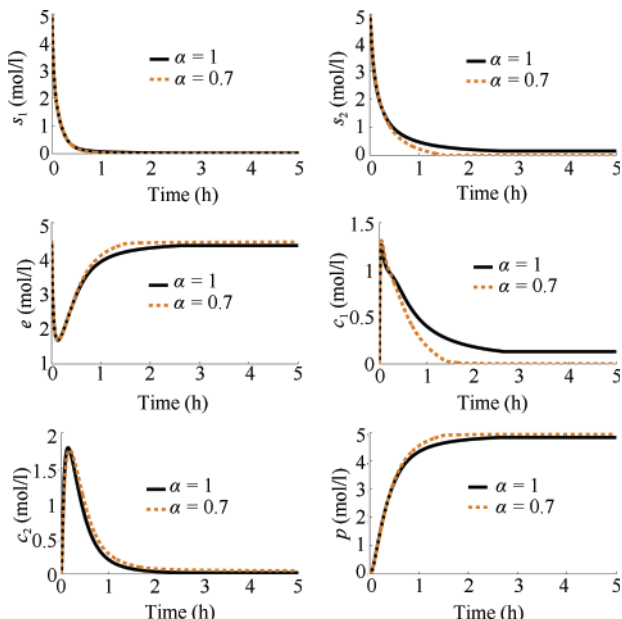 5
4
3
2
1
0
s₁ (mol/l)
α = 1
α = 0.7
0 1 2 3 4 5
Time (h)
5
4
3
2
1
0
s₂ (mol/l)
α = 1
α = 0.7
0 1 2 3 4 5
Time (h)
5
4
3
2
1
e (mol/l)
α = 1
α = 0.7
0 1 2 3 4 5
Time (h)
1.5
1
0.5
0
c₁ (mol/l)
α = 1
α = 0.7
0 1 2 3 4 5
Time (h)
2
1.5
1
0.5
0
c₂ (mol/l)
α = 1
α = 0.7
0 1 2 3 4 5
Time (h)
5
4
3
2
1
0
p (mol/l)
α = 1
α = 0.7
0 1 2 3 4 5
Time (h)